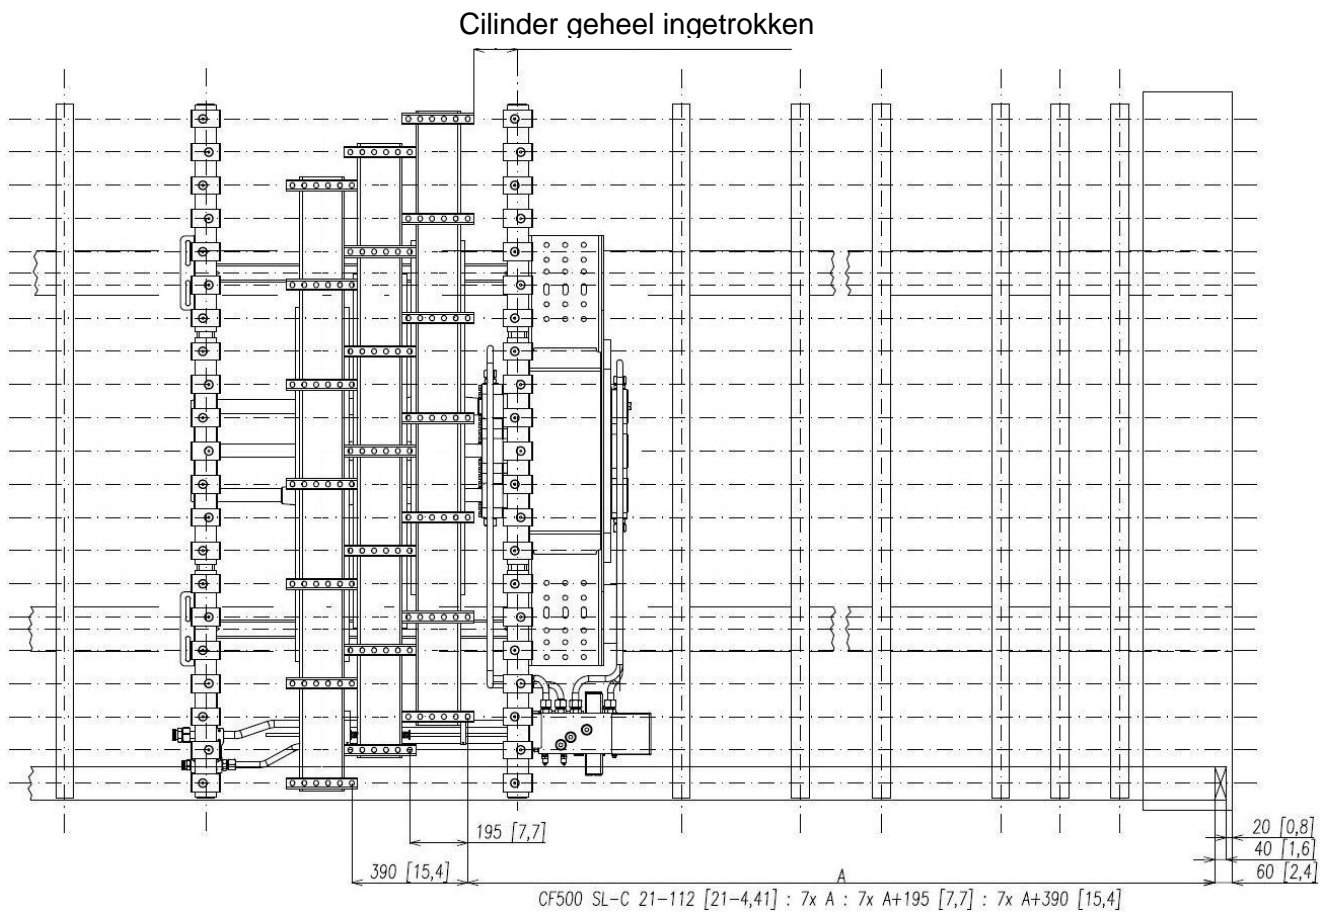 Cilinder geheel ingetrokken
195 [7,7]
20 [0,8]
40 [1,6]
390 [15,4]
A
60 [2,4]
CF500 SL-C 21-112 [21-4,41] : 7x A : 7x A+195 [7,7] : 7x A+390 [15,4]